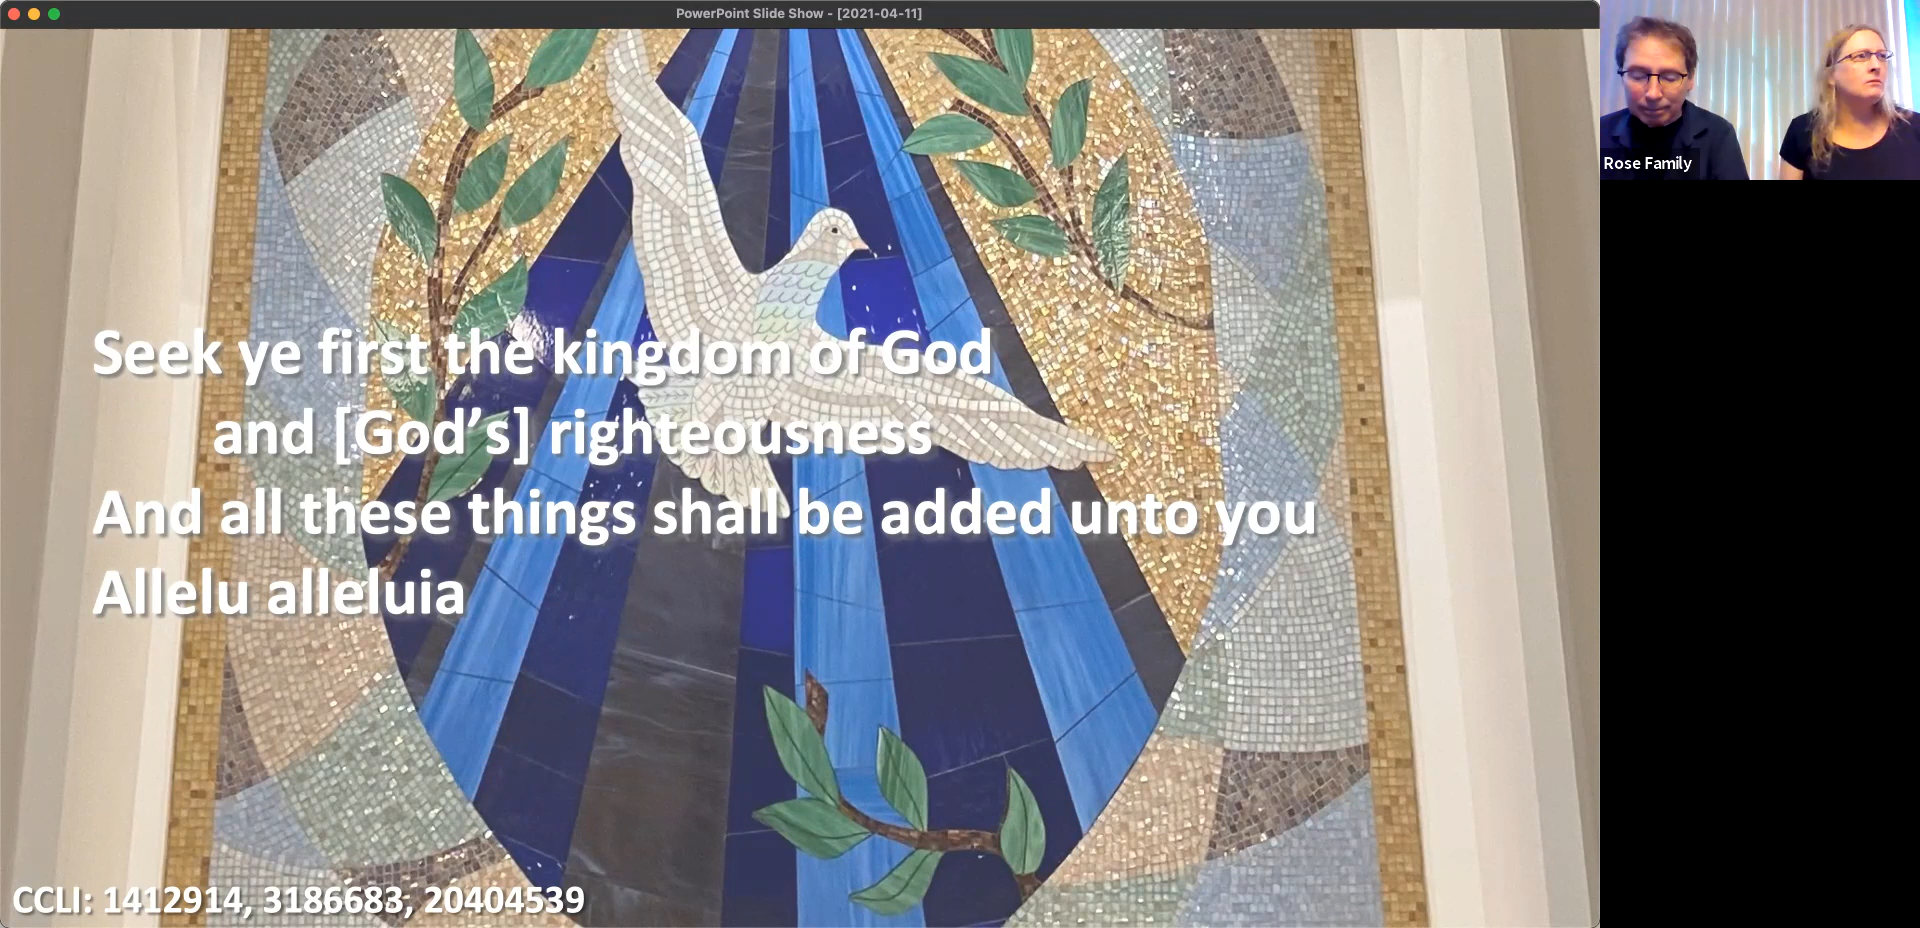 PowerPoint Slide Show - [2021-04-11]
Rose Family
Seek ye first the kingdom of God
and [God’s] righteousness
And all these things shall be added unto you
Allelu alleluia
CCLI: 1412914, 3186683, 20404539